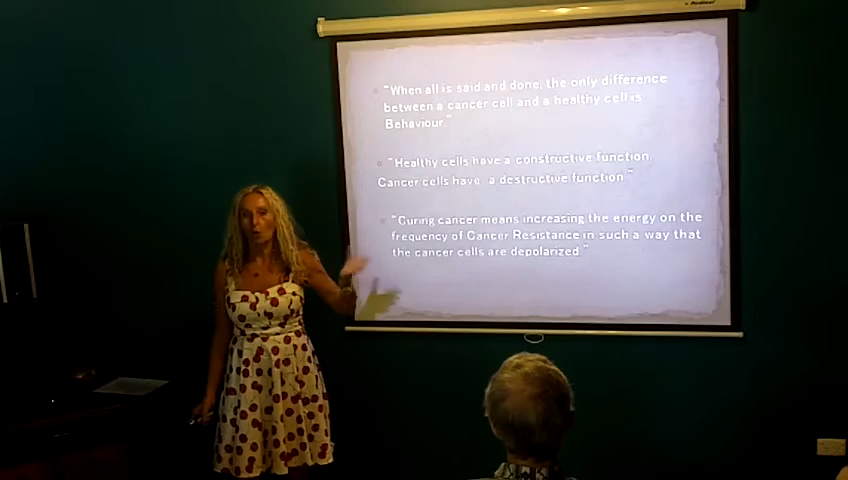 Redleaf
"When all is said and done, the only difference
between a cancer cell and a healthy cell is
Behaviour."
"Healthy cells have a constructive function.
Cancer cells have a destructive function."
"Curing cancer means increasing the energy on the
frequency of Cancer Resistance in such a way that
the cancer cells are depolarized."